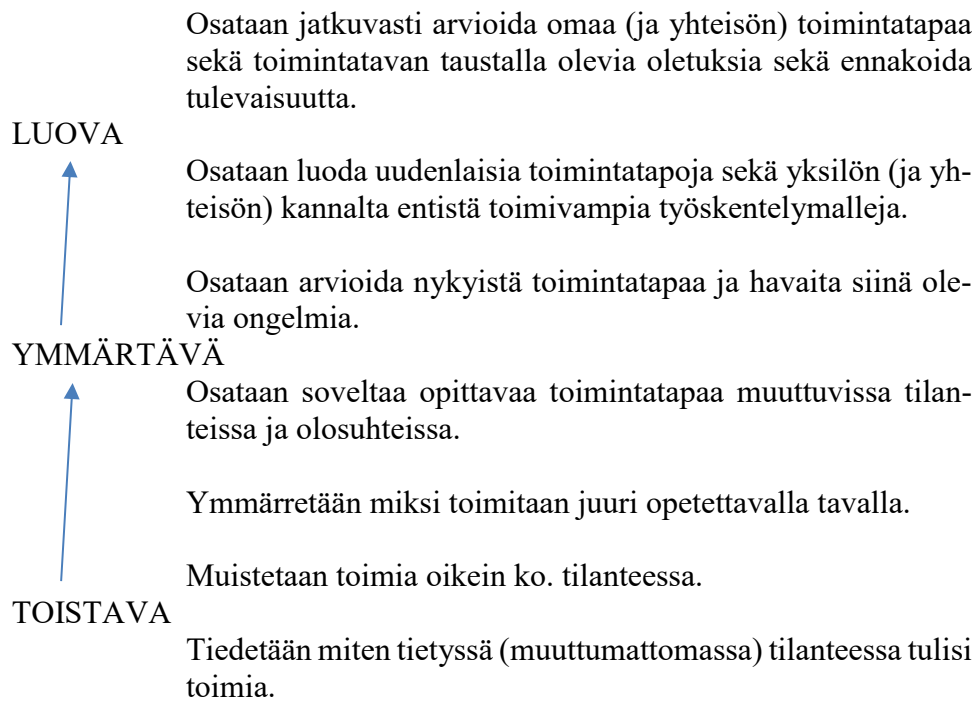 Osataan jatkuvasti arvioida omaa (ja yhteisön) toimintatapaa
sekä toimintatavan taustalla olevia oletuksia sekä ennakoida
tulevaisuutta.
LUOVA
Osataan luoda uudenlaisia toimintatapoja sekä yksilön (ja yh-
teisön) kannalta entistä toimivampia työskentelymalleja.
Osataan arvioida nykyistä toimintatapaa ja havaita siinä ole-
via ongelmia.
YMMÄRTÄVÄ
Osataan soveltaa opittavaa toimintatapaa muuttuvissa tilan-
teissa ja olosuhteissa.
Ymmärretään miksi toimitaan juuri opetettavalla tavalla.
Muistetaan toimia oikein ko. tilanteessa.
TOISTAVA
Tiedetään miten tietyssä (muuttumattomassa) tilanteessa tulisi
toimia.